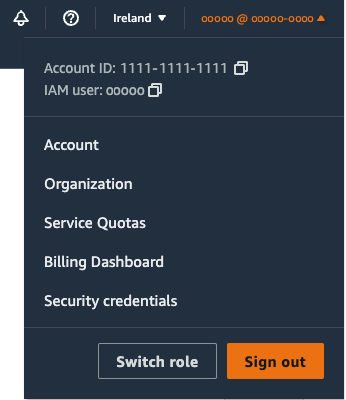 Ireland ▼ ooooo @ ooooo-oooo ▲
Account ID: 1111-1111-1111
IAM user: ooooo
Account
Organization
Service Quotas
Billing Dashboard
Security credentials
Switch role Sign out